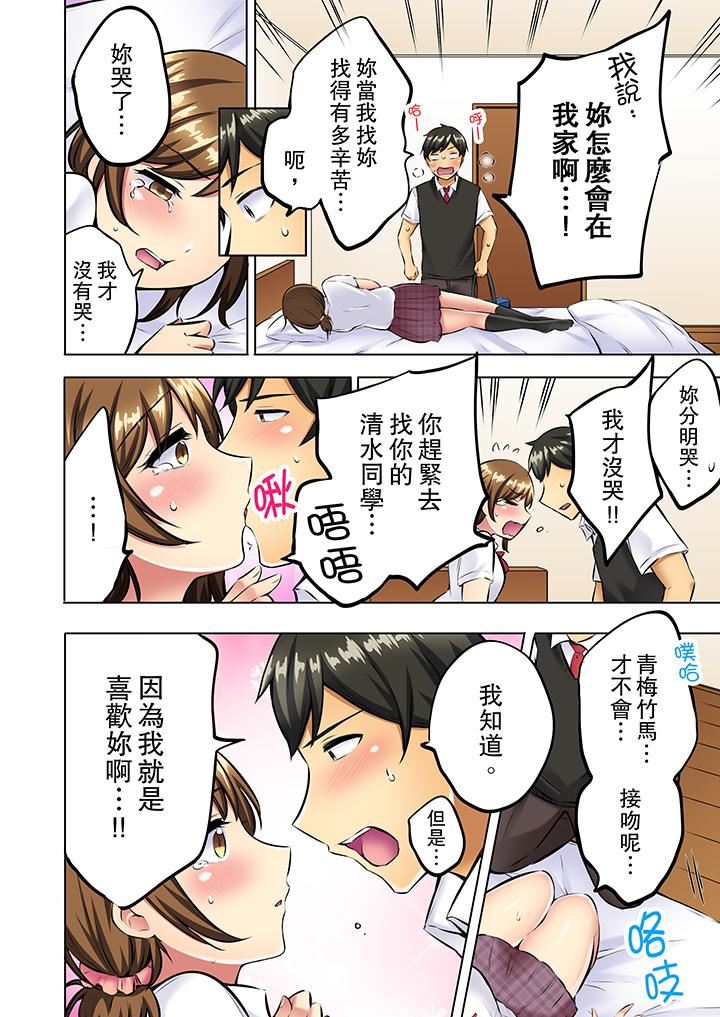 我說…
妳怎麼會在
我家啊…！
呼—
哈—
妳當我找妳
找得有多辛苦…
呃，
妳哭了…
我才
沒有哭…
妳分明哭…
我才沒哭!!
你趕緊去
找你的
清水同學…
唔唔
…！
噗哈
青梅竹馬…
才不會…
接吻呢…
咯吱
我知道。
但是…
因為我就是
喜歡妳啊…!!